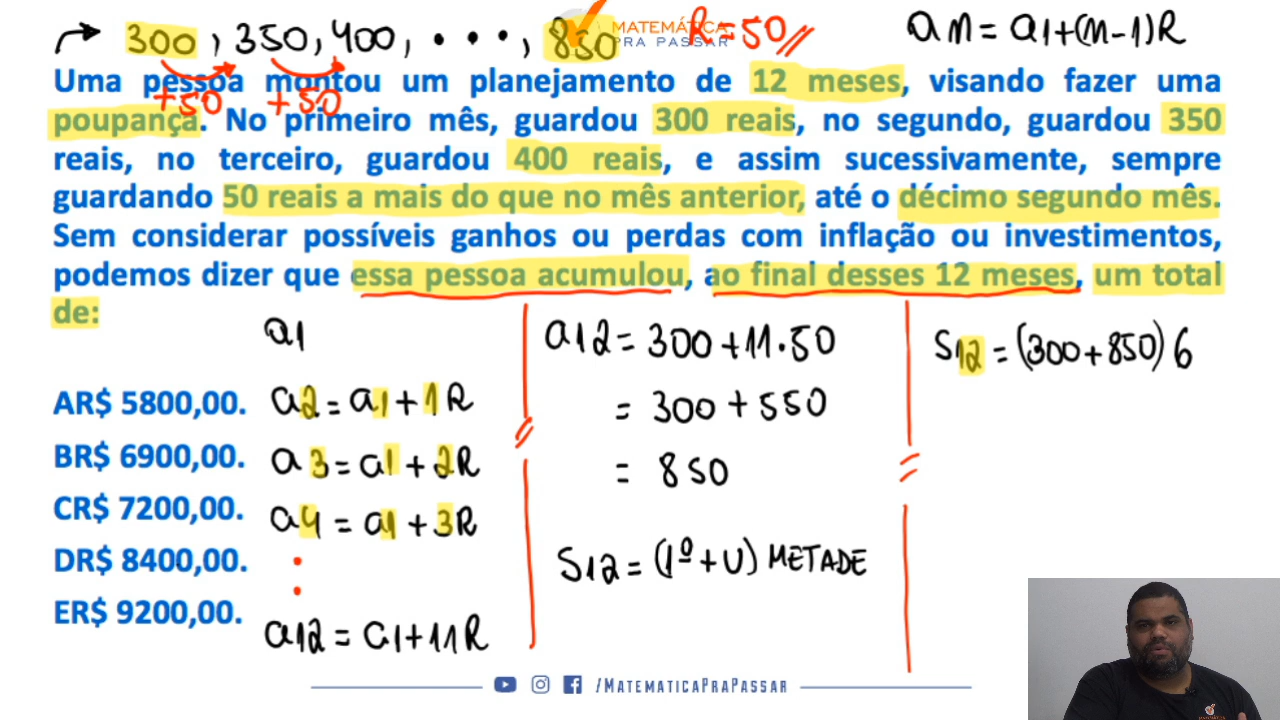 300, 350, 400, ..., 850
R = 50
MATEMÁTICA
PRA PASSAR
an = a1+(n-1)R
+50
+50
Uma pessoa montou um planejamento de 12 meses, visando fazer uma
poupança. No primeiro mês, guardou 300 reais, no segundo, guardou 350
reais, no terceiro, guardou 400 reais, e assim sucessivamente, sempre
guardando 50 reais a mais do que no mês anterior, até o décimo segundo mês.
Sem considerar possíveis ganhos ou perdas com inflação ou investimentos,
podemos dizer que essa pessoa acumulou, ao final desses 12 meses, um total
de:
AR$ 5800,00.
BR$ 6900,00.
CR$ 7200,00.
DR$ 8400,00.
ER$ 9200,00.
a1
a2 = a1 + 1R
a3 = a1 + 2R
a4 = a1 + 3R
:
a12 = a1+11R
a12 = 300 + 11.50
= 300 + 550
= 850
S12 = (1º + U) METADE
S12 = (300 + 850) 6
/MATEMATICAPRAPASSAR